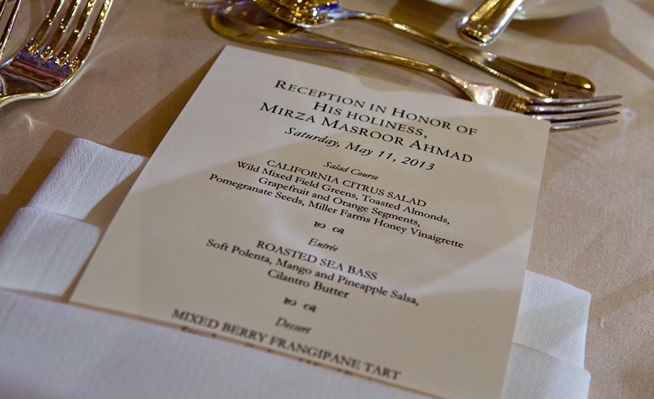 Reception in Honor of
His Holiness,
Mirza Masroor Ahmad
Saturday, May 11, 2013
Salad Course
CALIFORNIA CITRUS SALAD
Wild Mixed Field Greens, Toasted Almonds,
Grapefruit and Orange Segments,
Pomegranate Seeds, Miller Farms Honey Vinaigrette
Entrée
ROASTED SEA BASS
Soft Polenta, Mango and Pineapple Salsa,
Cilantro Butter
Dessert
MIXED BERRY FRANGIPANE TART